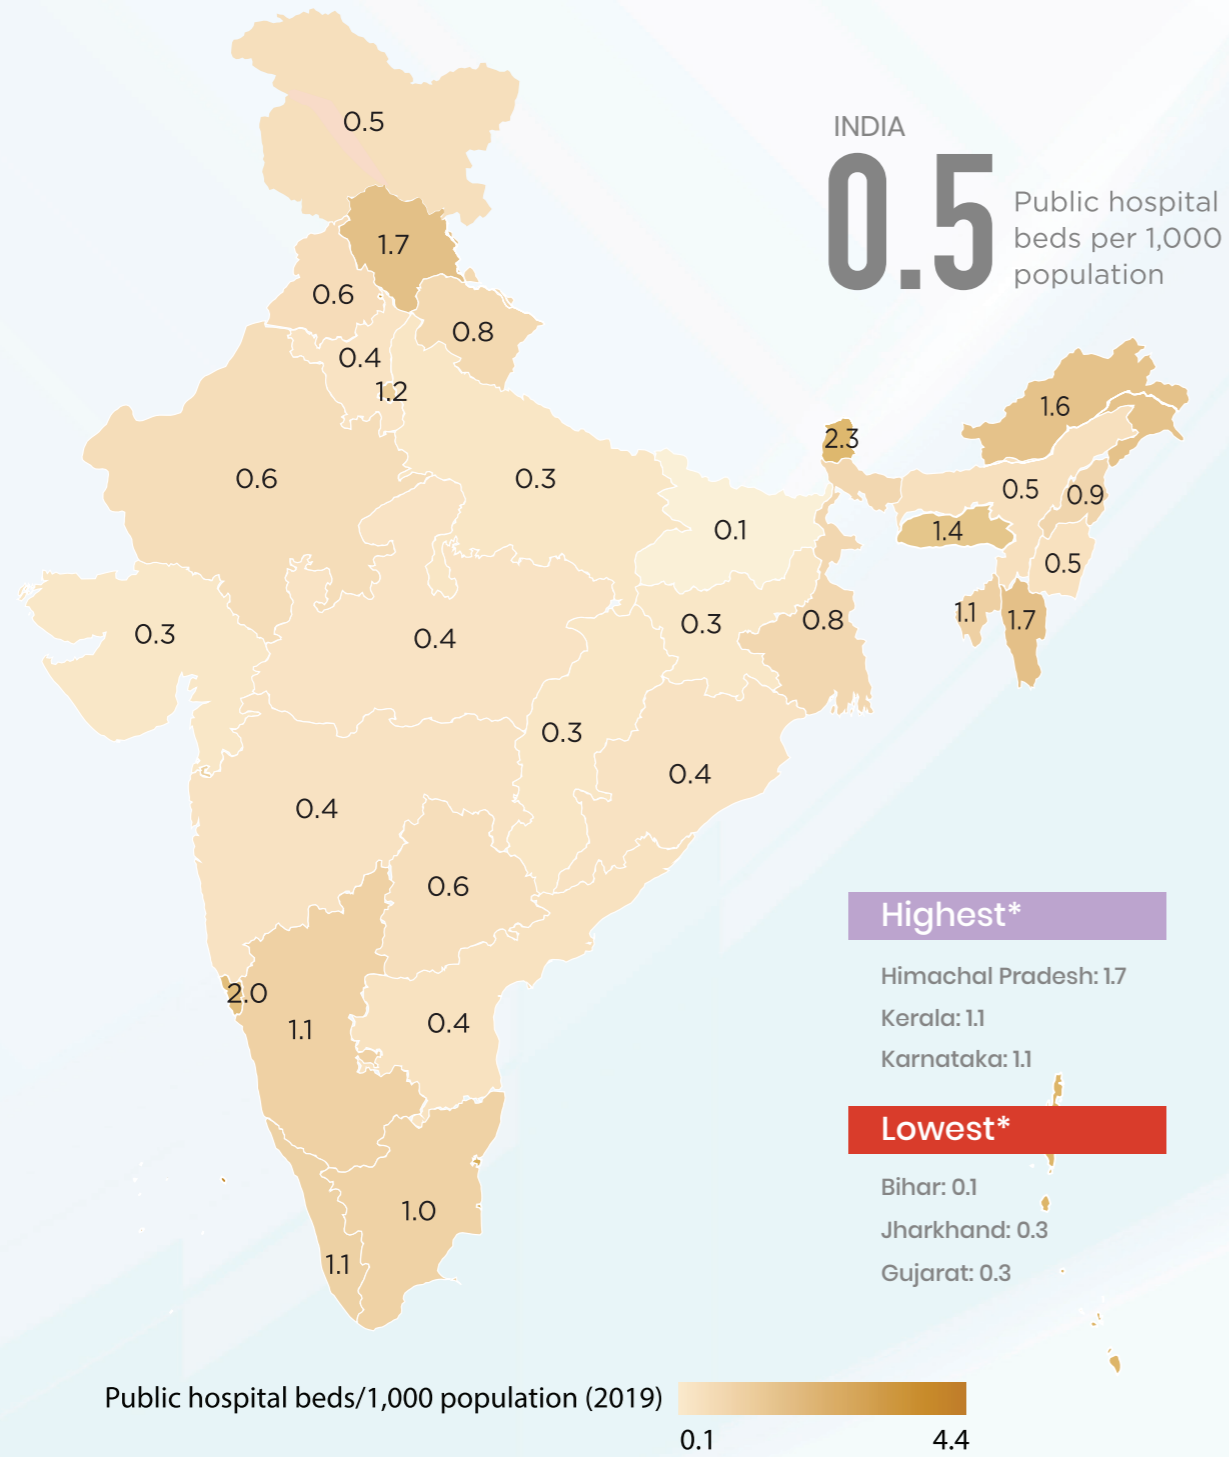 0.5
INDIA
0.5
Public hospital
beds per 1,000
population
1.7
0.6
0.8
0.4
1.2
1.6
2.3
0.6
0.3
0.5
0.9
0.1
1.4
0.5
1.1
1.7
0.3
0.4
0.3
0.8
0.3
0.4
0.4
0.6
Highest*
Himachal Pradesh: 1.7
Kerala: 1.1
Karnataka: 1.1
2.0
1.1
0.4
Lowest*
Bihar: 0.1
Jharkhand: 0.3
Gujarat: 0.3
1.0
1.1
Public hospital beds/1,000 population (2019)
0.1
4.4